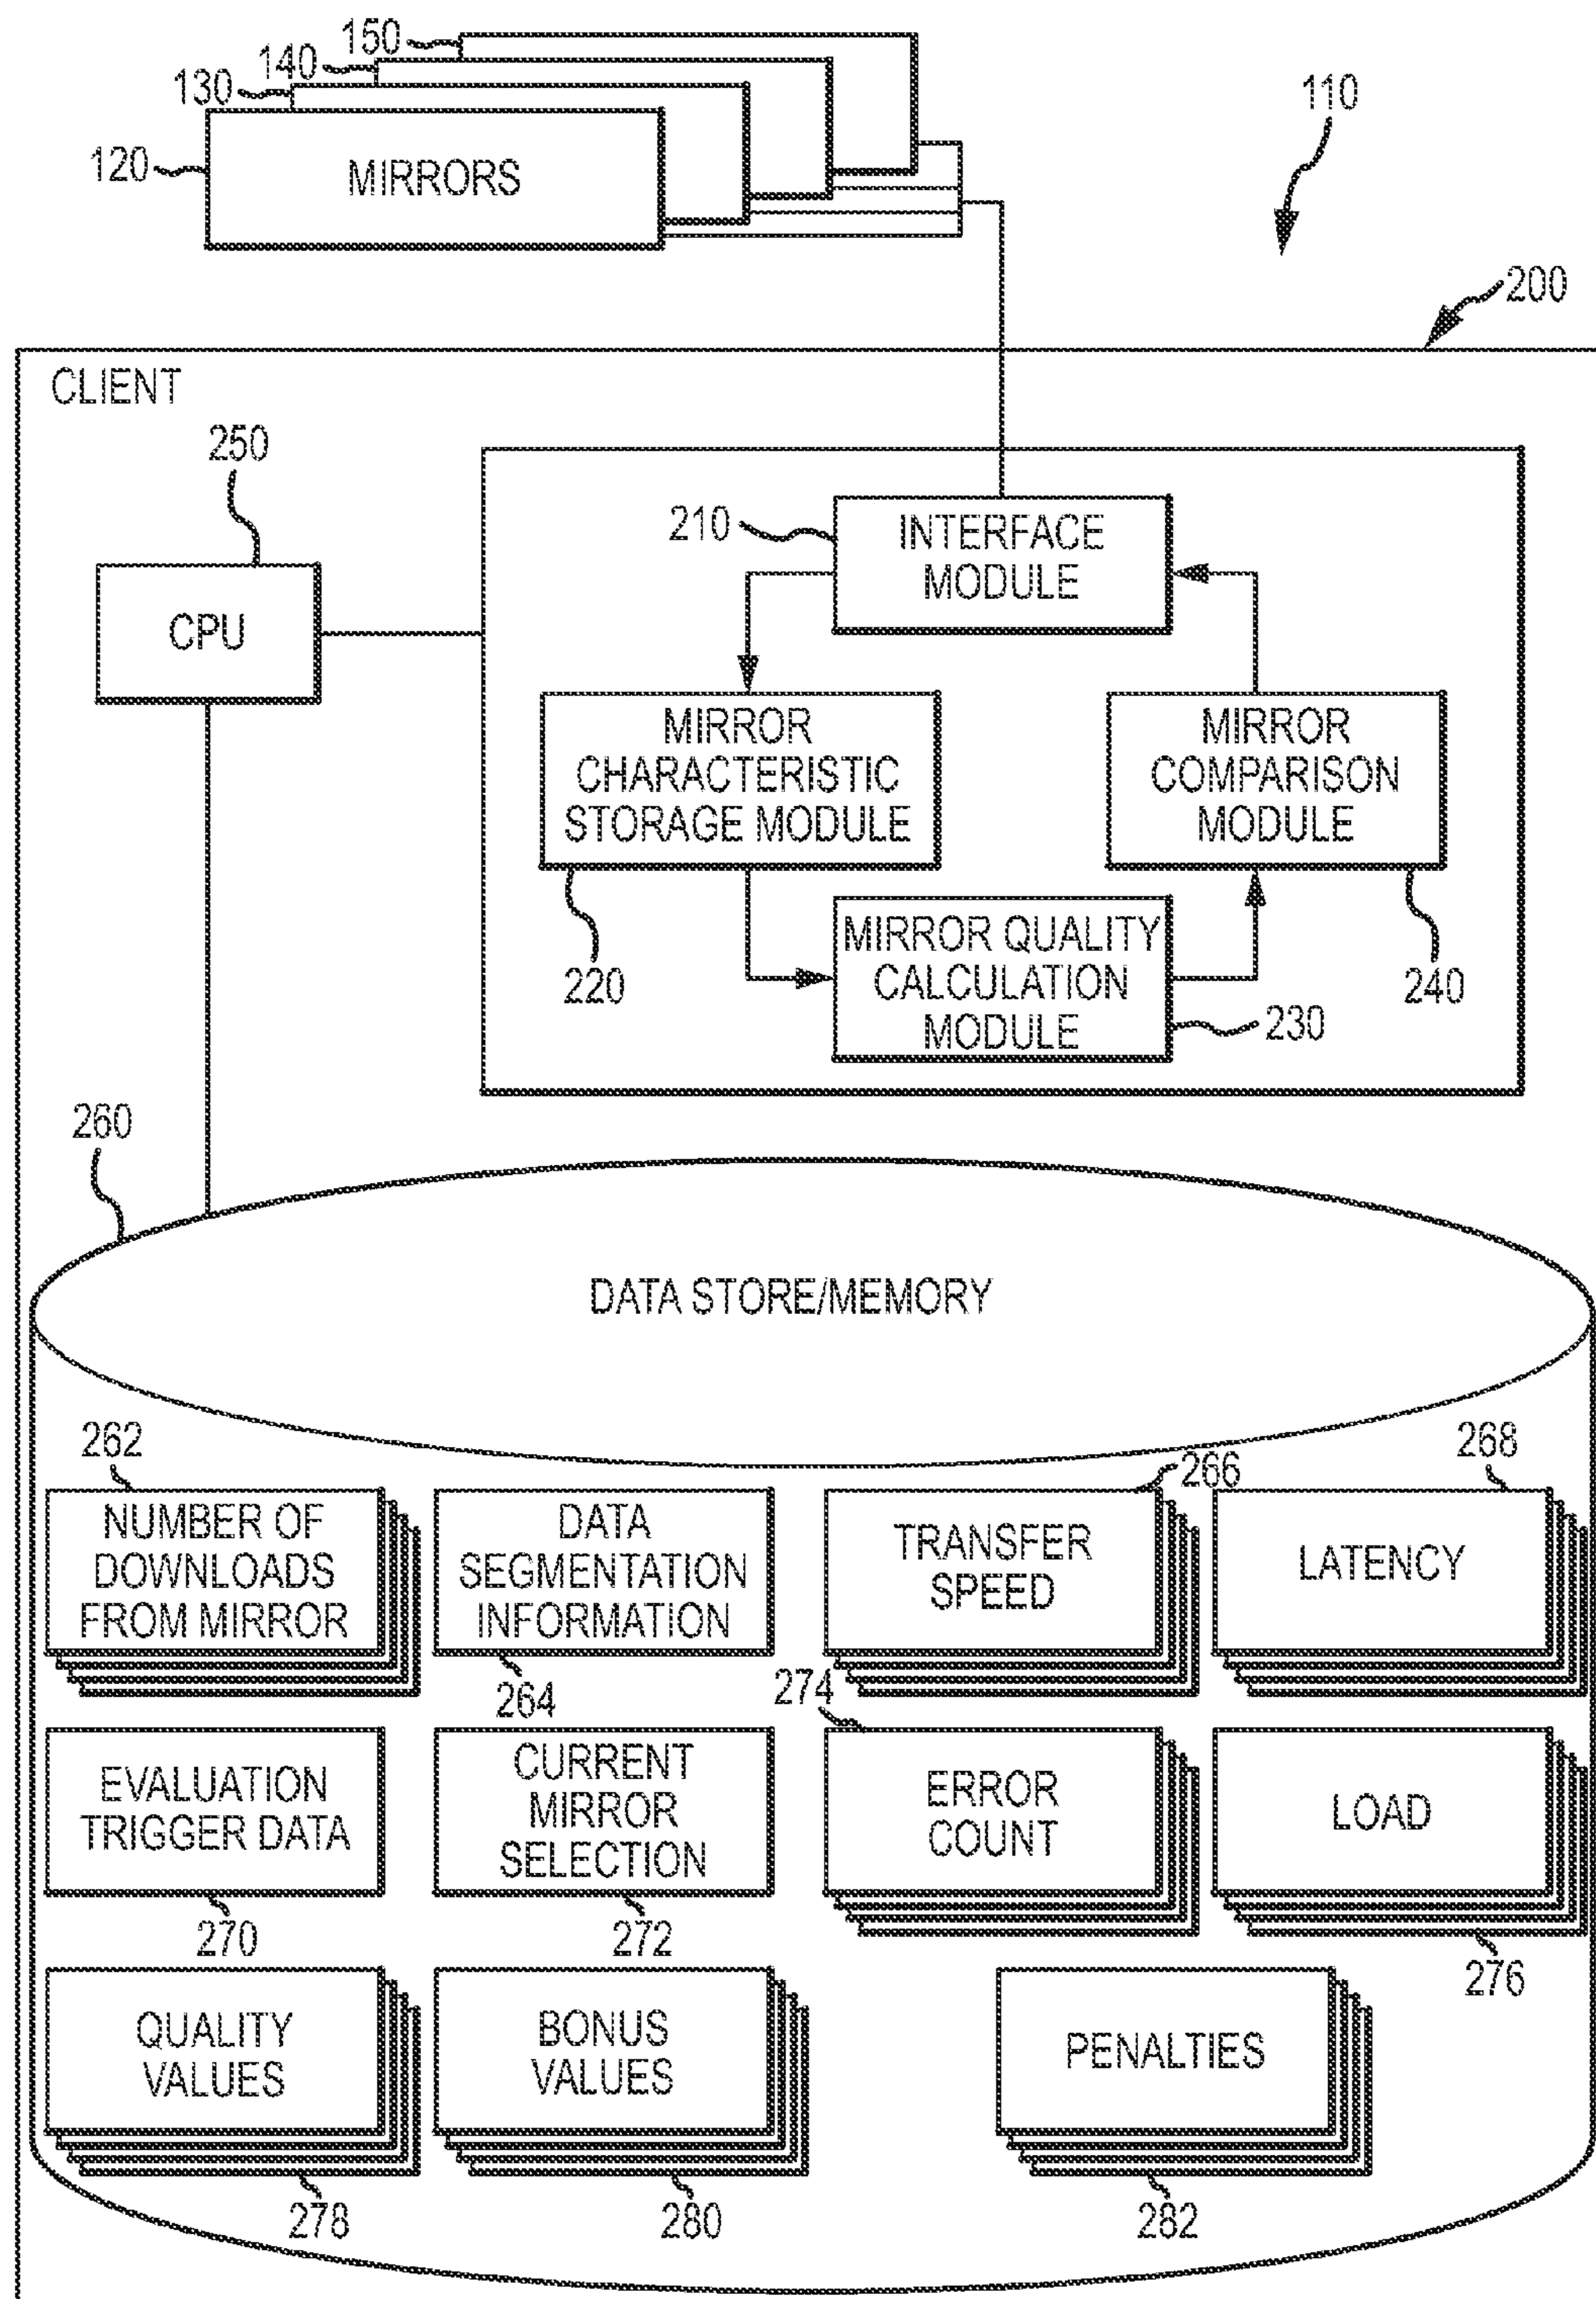 150
140
130
110
120
MIRRORS
200
CLIENT
250
210
INTERFACE
MODULE
CPU
MIRROR
CHARACTERISTIC
STORAGE MODULE
MIRROR
COMPARISON
MODULE
220
MIRROR QUALITY
CALCULATION
MODULE
240
230
260
DATA STORE/MEMORY
262
266
268
NUMBER OF
DOWNLOADS
FROM MIRROR
DATA
SEGMENTATION
INFORMATION
TRANSFER
SPEED
LATENCY
264
274
EVALUATION
TRIGGER DATA
CURRENT
MIRROR
SELECTION
ERROR
COUNT
LOAD
270
272
276
QUALITY
VALUES
BONUS
VALUES
PENALTIES
278
280
282